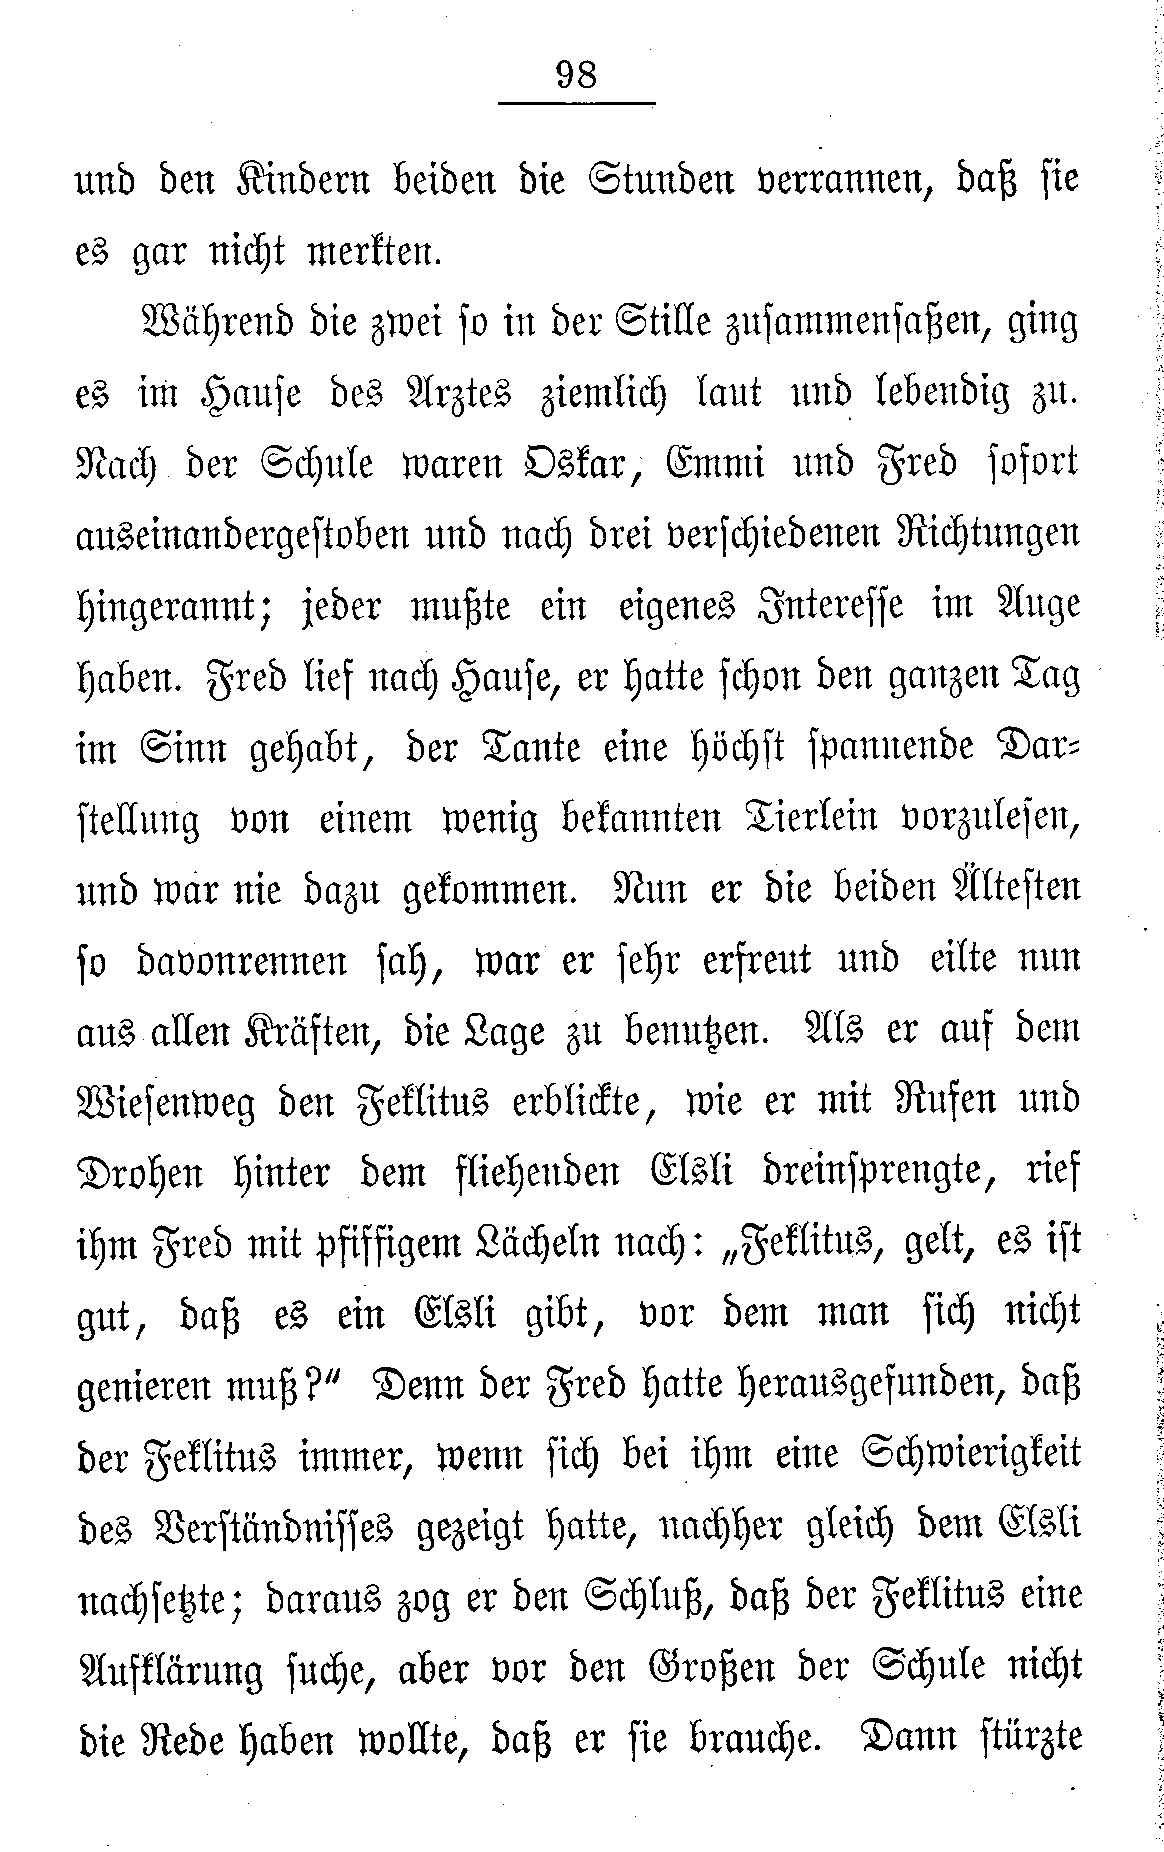 98
und den Kindern beiden die Stunden verrannen, daß sie
es gar nicht merkten.
Während die zwei so in der Stille zusammensaßen, ging
es im Hause des Arztes ziemlich laut und lebendig zu.
Nach der Schule waren Oskar, Emmi und Fred sofort
auseinandergestoben und nach drei verschiedenen Richtungen
hingerannt; jeder mußte ein eigenes Interesse im Auge
haben. Fred lief nach Hause, er hatte schon den ganzen Tag
im Sinn gehabt, der Tante eine höchst spannende Dar-
stellung von einem wenig bekannten Tierlein vorzulesen,
und war nie dazu gekommen. Nun er die beiden Ältesten
so davonrennen sah, war er sehr erfreut und eilte nun
aus allen Kräften, die Lage zu benutzen. Als er auf dem
Wiesenweg den Feklitus erblickte, wie er mit Rufen und
Drohen hinter dem fliehenden Elsli dreinsprengte, rief
ihm Fred mit pfiffigem Lächeln nach: „Feklitus, gelt, es ist
gut, daß es ein Elsli gibt, vor dem man sich nicht
genieren muß?“ Denn der Fred hatte herausgefunden, daß
der Feklitus immer, wenn sich bei ihm eine Schwierigkeit
des Verständnisses gezeigt hatte, nachher gleich dem Elsli
nachsetzte; daraus zog er den Schluß, daß der Feklitus eine
Aufklärung suche, aber vor den Großen der Schule nicht
die Rede haben wollte, daß er sie brauche. Dann stürzte